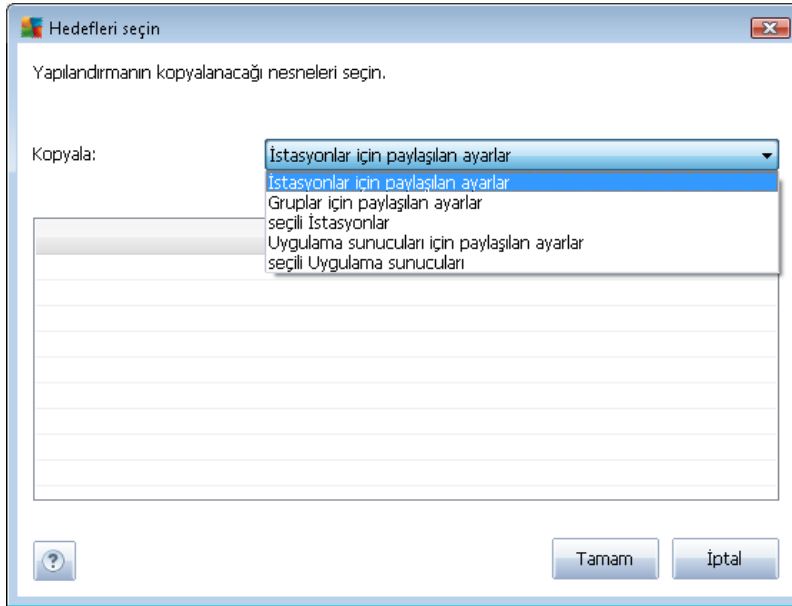 Hedefleri seçin
Yapılandırmanın kopyalanacağı nesneleri seçin.
Kopyala:
İstasyonlar için paylaşılan ayarlar
İstasyonlar için paylaşılan ayarlar
Gruplar için paylaşılan ayarlar
seçili İstasyonlar
Uygulama sunucuları için paylaşılan ayarlar
seçili Uygulama sunucuları
?
Tamam
İptal